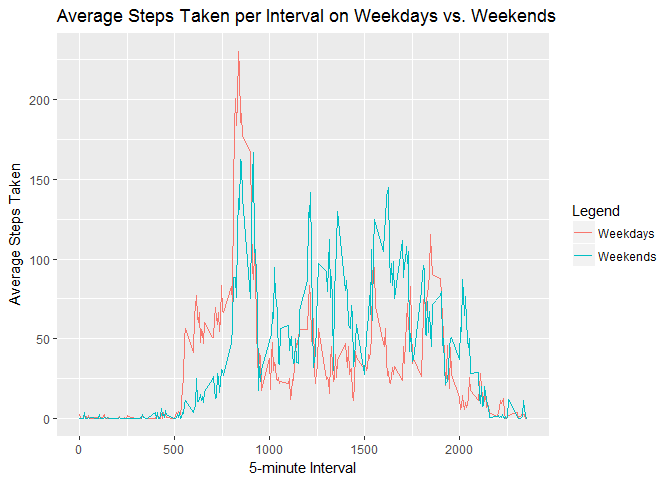 Average Steps Taken per Interval on Weekdays vs. Weekends
Average Steps Taken
200
150
100
50
0
0
500
1000
1500
2000
5-minute Interval
Legend
Weekdays
Weekends